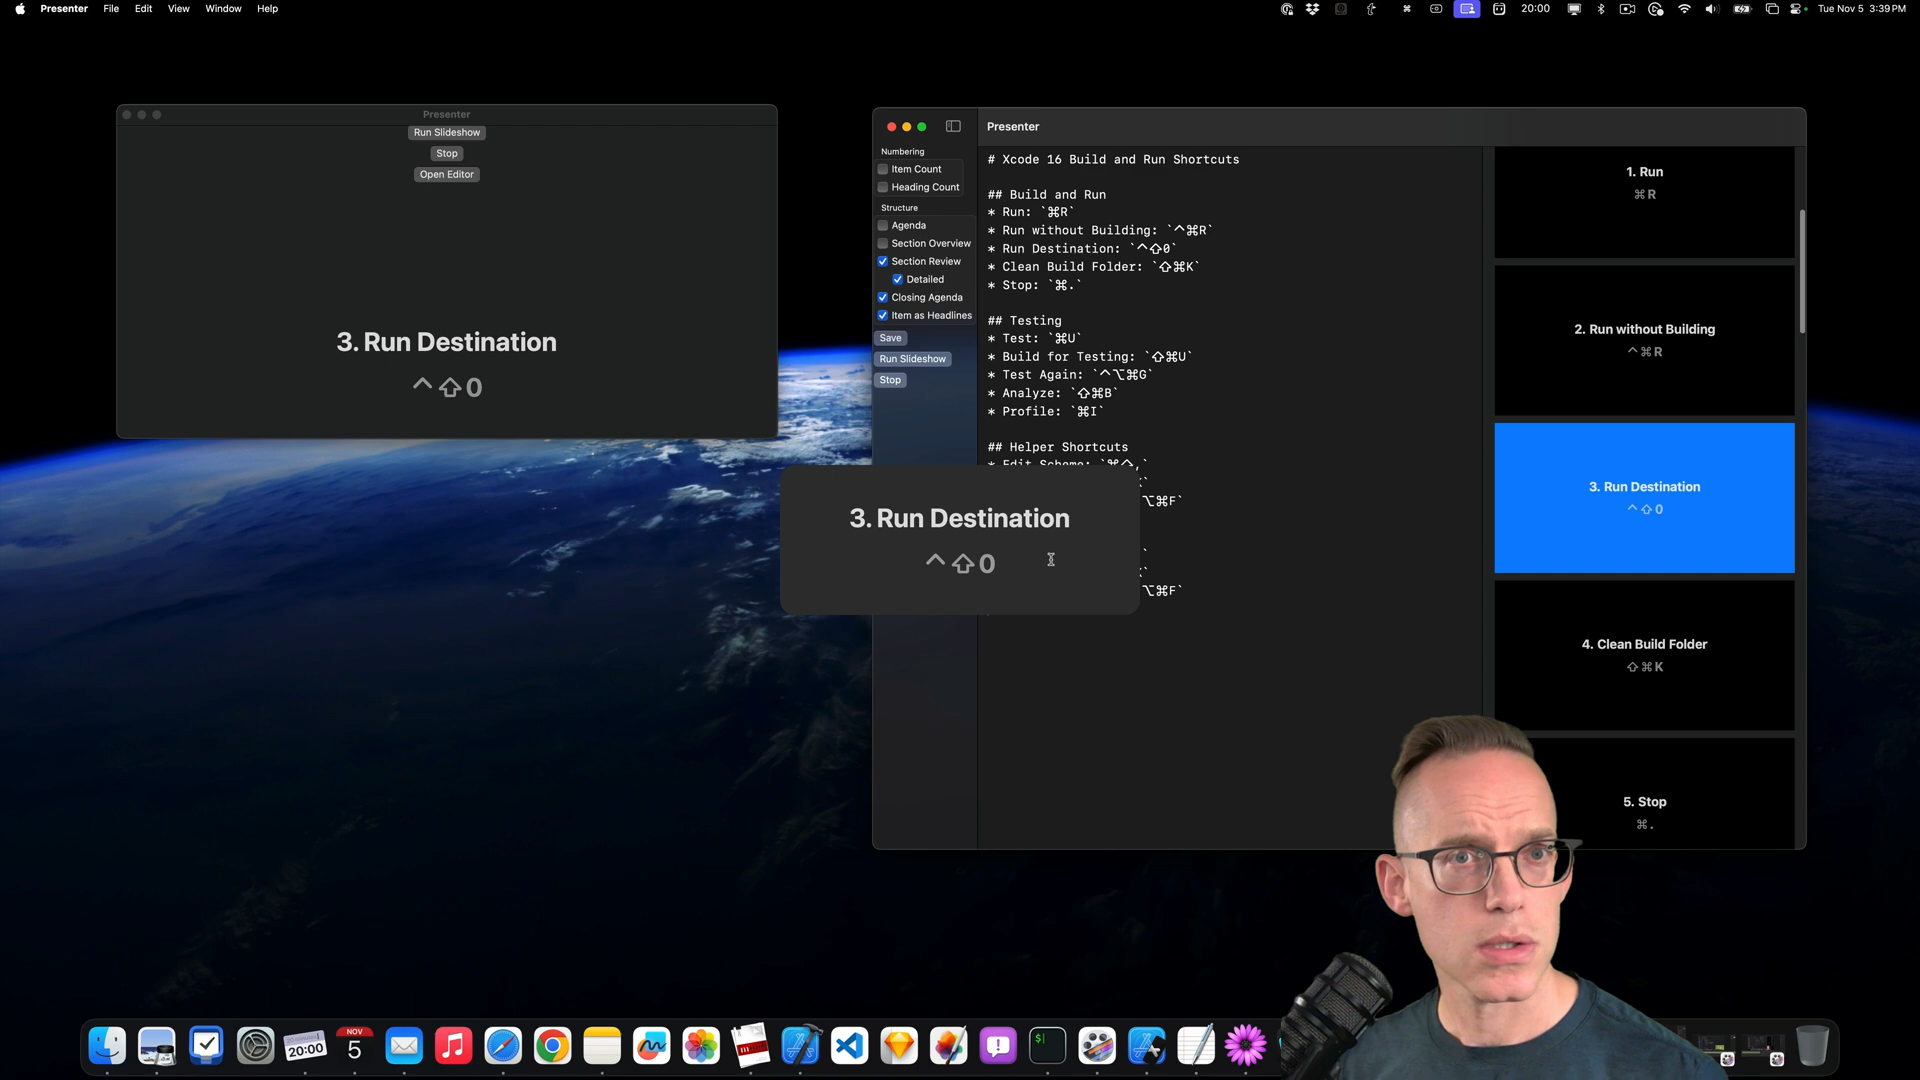 Presenter File Edit View Window Help
20:00 Tue Nov 5 3:39 PM
Presenter
Run Slideshow
Stop
Open Editor
3. Run Destination
^⇧0
Presenter
Numbering
Item Count
Heading Count
Structure
Agenda
Section Overview
Section Review
Detailed
Closing Agenda
Item as Headlines
Save
Run Slideshow
Stop
# Xcode 16 Build and Run Shortcuts
## Build and Run
* Run: `⌘R`
* Run without Building: `^⌘R`
* Run Destination: `^⇧0`
* Clean Build Folder: `⇧⌘K`
* Stop: `⌘.`
## Testing
* Test: `⌘U`
* Build for Testing: `⇧⌘U`
* Test Again: `^⌥⌘G`
* Analyze: `⇧⌘B`
* Profile: `⌘I`
## Helper Shortcuts
* Edit Scheme: `⌘⇧,`
⌥⌘F`
⌥⌘F`
3. Run Destination
^⇧0
1. Run
⌘R
2. Run without Building
^⌘R
3. Run Destination
^⇧0
4. Clean Build Folder
⇧⌘K
5. Stop
⌘.
20:00
NOV
5
$